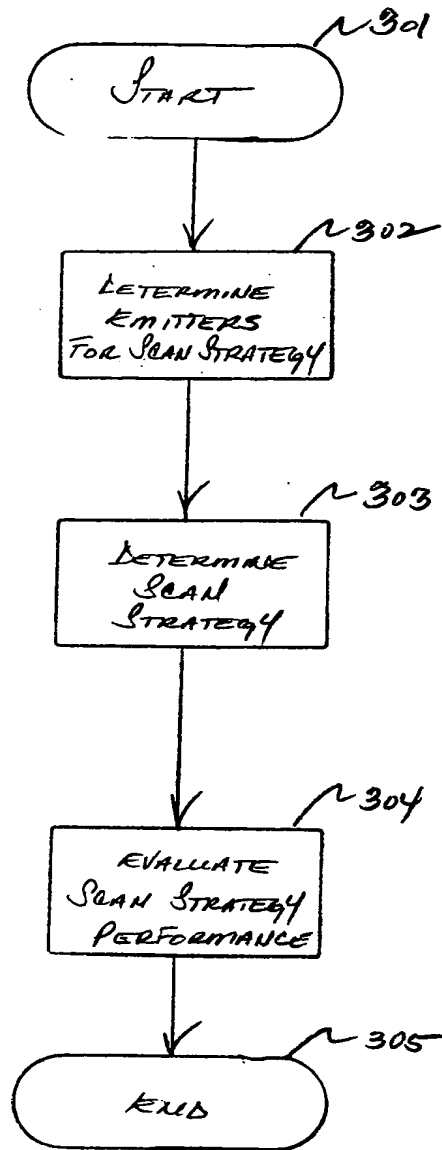 301
START
302
DETERMINE
EMITTERS
FOR SCAN STRATEGY
303
DETERMINE
SCAN
STRATEGY
304
EVALUATE
SCAN STRATEGY
PERFORMANCE
305
END